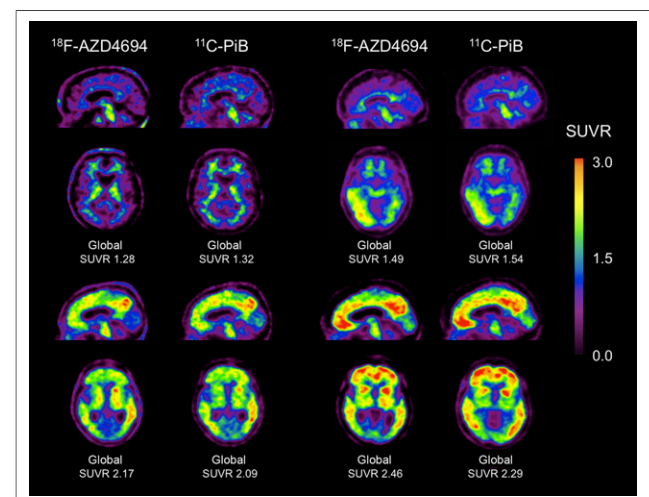 ¹⁸F-AZD4694 ¹¹C-PiB ¹⁸F-AZD4694 ¹¹C-PiB
SUVR
3.0
1.5
0.0
Global Global Global Global
SUVR 1.28 SUVR 1.32 SUVR 1.49 SUVR 1.54
Global Global Global Global
SUVR 2.17 SUVR 2.09 SUVR 2.46 SUVR 2.29